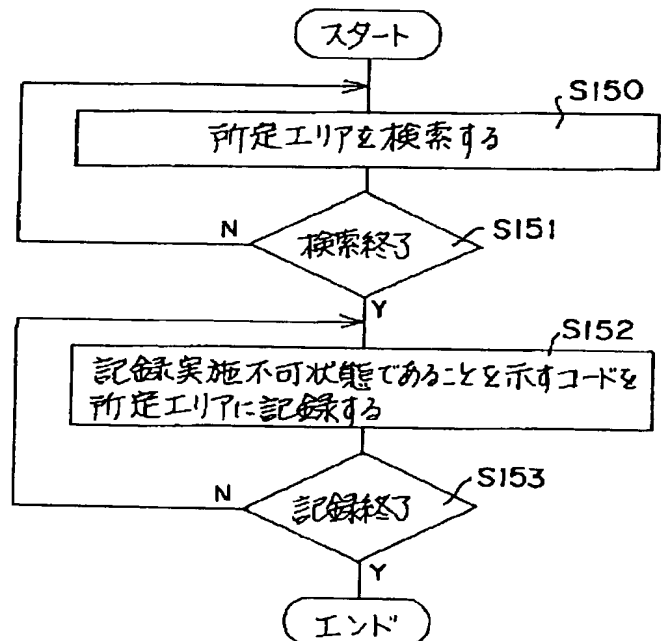 スタート
S150
所定エリアを検索する
N
検索終了
S151
Y
S152
記録実施不可状態であることを示すコードを
所定エリアに記録する
N
記録終了
S153
Y
エンド